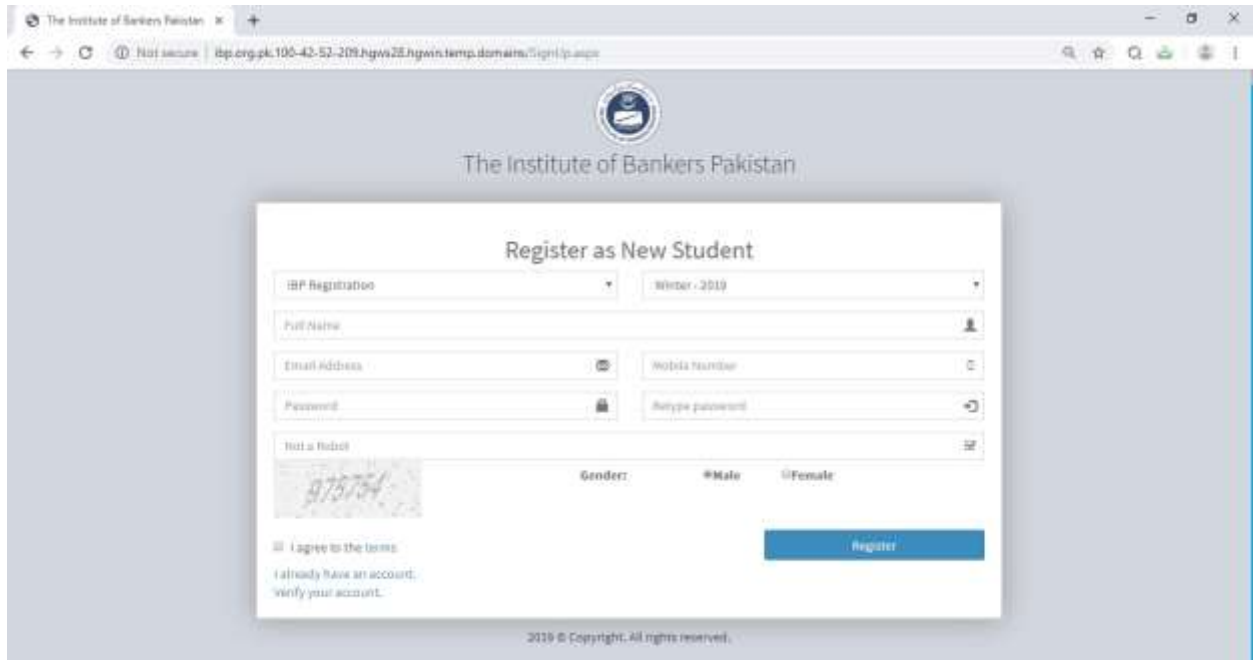 The Institute of Bankers Pakistan
Not secure | ibp.org.pk.100-42-52-209.hgws28.hgwin.temp.domains/SignUp.aspx
The Institute of Bankers Pakistan
Register as New Student
IBP Registration Winter - 2019
Full Name
Email Address Mobile Number
Password Retype password
Not a Robot
Gender: Male Female
I agree to the terms Register
I already have an account.
Verify your account.
2019 © Copyright. All rights reserved.